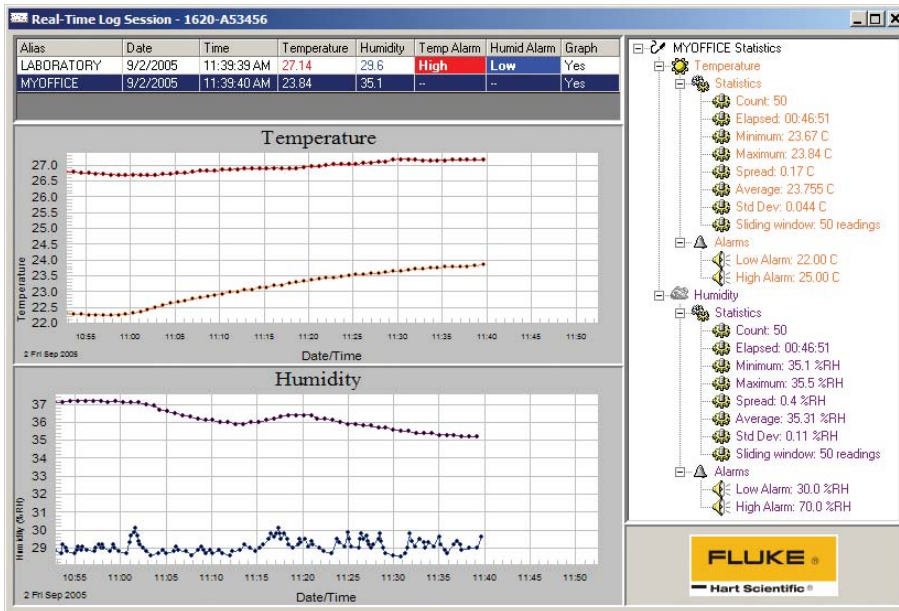 Real-Time Log Session - 1620-A53456
Alias Date Time Temperature Humidity Temp Alarm Humid Alarm Graph
LABORATORY 9/2/2005 11:39:39 AM 27.14 29.6 High Low Yes
MYOFFICE 9/2/2005 11:39:40 AM 23.84 35.1 -- -- Yes
Temperature
27.0
26.5
26.0
25.5
25.0
24.5
24.0
23.5
23.0
22.5
22.0
Temperature
10:55 11:00 11:05 11:10 11:15 11:20 11:25 11:30 11:35 11:40 11:45 11:50
2 Fri Sep 2005
Date/Time
Humidity
37
36
35
34
33
32
31
30
29
Humidity (%RH)
10:55 11:00 11:05 11:10 11:15 11:20 11:25 11:30 11:35 11:40 11:45 11:50
2 Fri Sep 2005
Date/Time
MYOFFICE Statistics
Temperature
Statistics
Count: 50
Elapsed: 00:46:51
Minimum: 23.67 C
Maximum: 23.84 C
Spread: 0.17 C
Average: 23.755 C
Std Dev: 0.044 C
Sliding window: 50 readings
Alarms
Low Alarm: 22.00 C
High Alarm: 25.00 C
Humidity
Statistics
Count: 50
Elapsed: 00:46:51
Minimum: 35.1 %RH
Maximum: 35.5 %RH
Spread: 0.4 %RH
Average: 35.31 %RH
Std Dev: 0.11 %RH
Sliding window: 50 readings
Alarms
Low Alarm: 30.0 %RH
High Alarm: 70.0 %RH
FLUKE ®
Hart Scientific ®